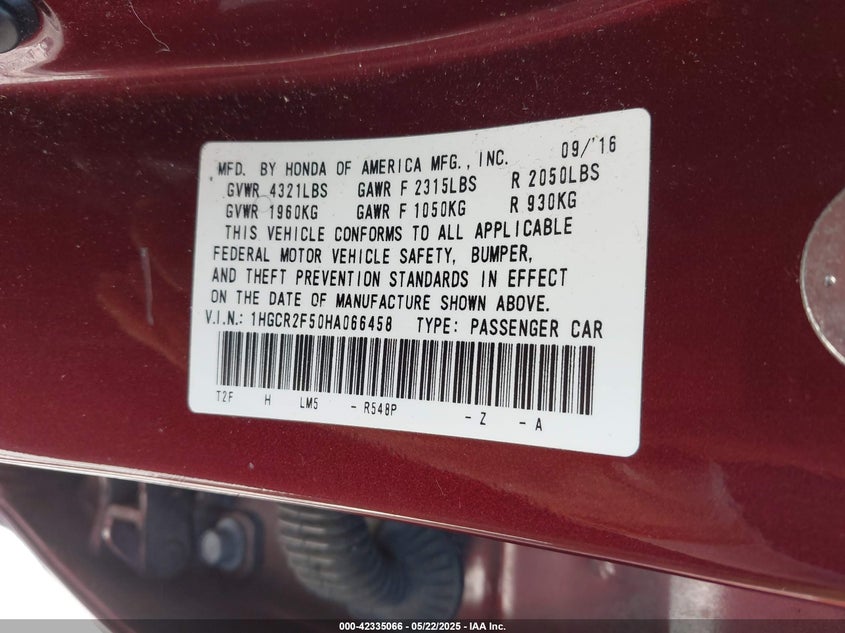 MFD. BY HONDA OF AMERICA MFG., INC. 09/'16
GVWR 4321LBS GAWR F 2315LBS R 2050LBS
GVWR 1960KG GAWR F 1050KG R 930KG
THIS VEHICLE CONFORMS TO ALL APPLICABLE
FEDERAL MOTOR VEHICLE SAFETY, BUMPER,
AND THEFT PREVENTION STANDARDS IN EFFECT
ON THE DATE OF MANUFACTURE SHOWN ABOVE.
V.I.N.: 1HGCR2F50HA066458 TYPE: PASSENGER CAR
T2F H LM5 - R548P - Z - A
000-42335066 - 05/22/2025 - IAA Inc.